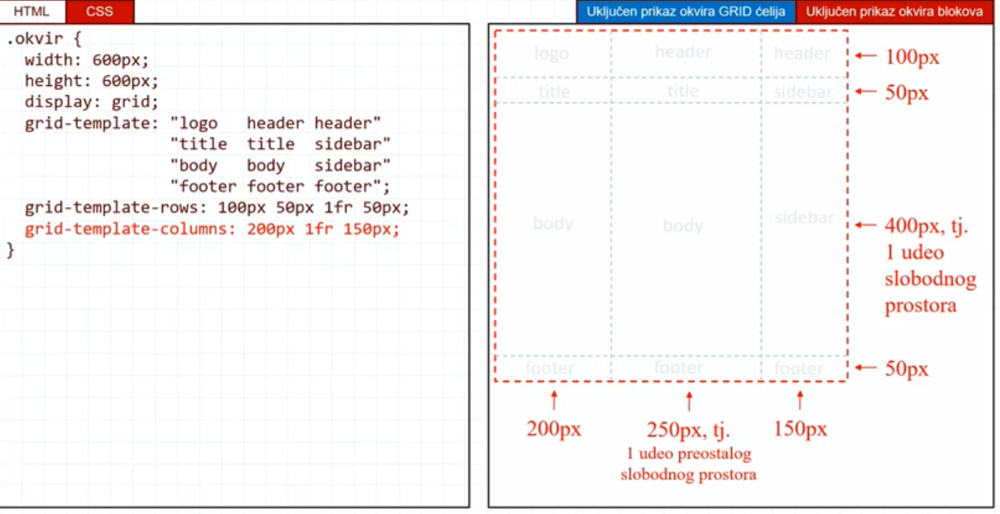 HTML CSS
Uključen prikaz okvira GRID ćelija Uključen prikaz okvira blokova
.okvir {
  width: 600px;
  height: 600px;
  display: grid;
  grid-template: "logo   header header"
                 "title  title  sidebar"
                 "body   body   sidebar"
                 "footer footer footer";
  grid-template-rows: 100px 50px 1fr 50px;
  grid-template-columns: 200px 1fr 150px;
}
logo header header
100px
title title sidebar
50px
body body sidebar
400px, tj.
1 udeo
slobodnog
prostora
footer footer footer
50px
200px
250px, tj.
1 udeo preostalog
slobodnog prostora
150px